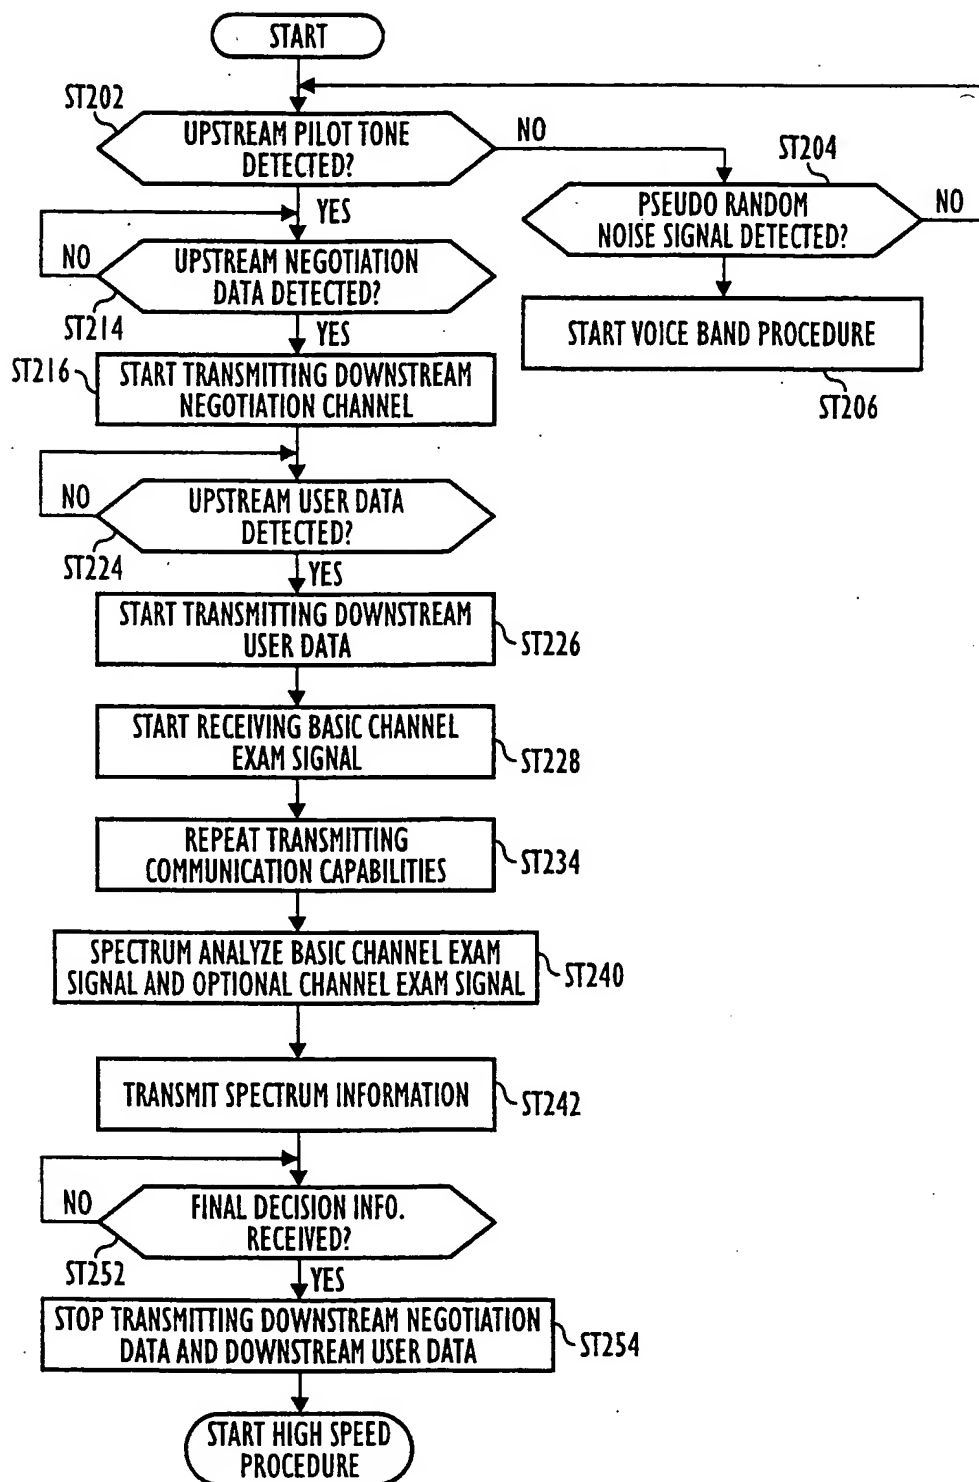 START
ST202
UPSTREAM PILOT TONE
DETECTED?
NO
ST204
PSEUDO RANDOM
NOISE SIGNAL DETECTED?
NO
YES
NO
UPSTREAM NEGOTIATION
DATA DETECTED?
ST214
YES
START VOICE BAND PROCEDURE
ST206
ST216
START TRANSMITTING DOWNSTREAM
NEGOTIATION CHANNEL
NO
UPSTREAM USER DATA
DETECTED?
ST224
YES
START TRANSMITTING DOWNSTREAM
USER DATA
ST226
START RECEIVING BASIC CHANNEL
EXAM SIGNAL
ST228
REPEAT TRANSMITTING
COMMUNICATION CAPABILITIES
ST234
SPECTRUM ANALYZE BASIC CHANNEL EXAM
SIGNAL AND OPTIONAL CHANNEL EXAM SIGNAL
ST240
TRANSMIT SPECTRUM INFORMATION
ST242
NO
FINAL DECISION INFO.
RECEIVED?
ST252
YES
STOP TRANSMITTING DOWNSTREAM NEGOTIATION
DATA AND DOWNSTREAM USER DATA
ST254
START HIGH SPEED
PROCEDURE